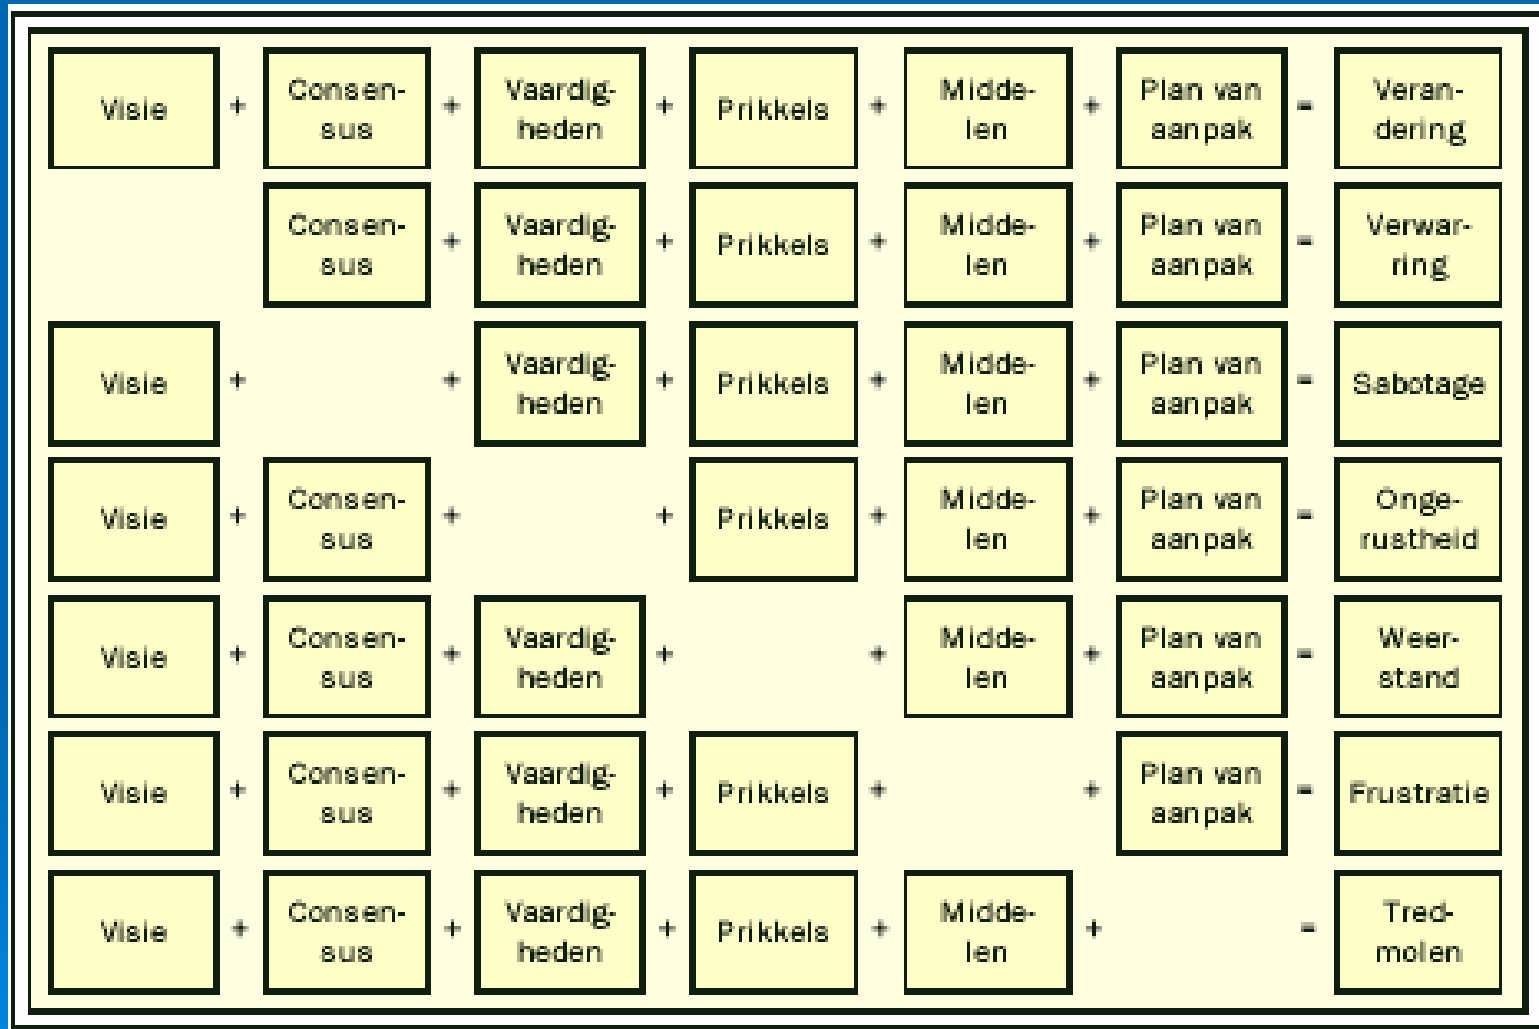 Visie + Consen-sus + Vaardig-heden + Prikkels + Midde-len + Plan van aanpak = Veran-dering
Consen-sus + Vaardig-heden + Prikkels + Midde-len + Plan van aanpak = Verwar-ring
Visie + + Vaardig-heden + Prikkels + Midde-len + Plan van aanpak = Sabotage
Visie + Consen-sus + + Prikkels + Midde-len + Plan van aanpak = Onge-rustheid
Visie + Consen-sus + Vaardig-heden + + Midde-len + Plan van aanpak = Weer-stand
Visie + Consen-sus + Vaardig-heden + Prikkels + + Plan van aanpak = Frustratie
Visie + Consen-sus + Vaardig-heden + Prikkels + Midde-len + = Tred-molen